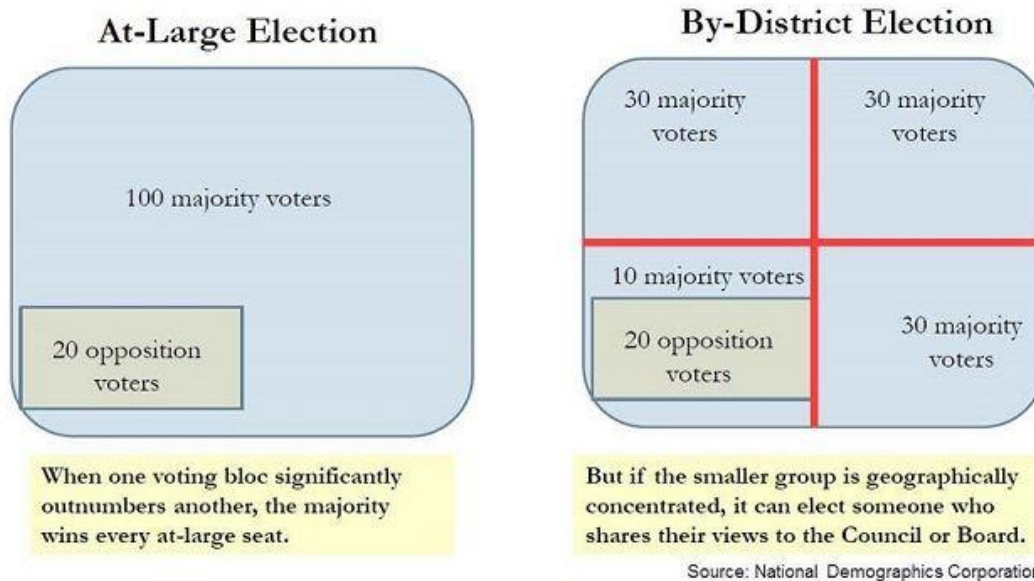 At-Large Election
100 majority voters
20 opposition
voters
When one voting bloc significantly
outnumbers another, the majority
wins every at-large seat.
By-District Election
30 majority
voters
30 majority
voters
10 majority voters
20 opposition
voters
30 majority
voters
But if the smaller group is geographically
concentrated, it can elect someone who
shares their views to the Council or Board.
Source: National Demographics Corporation